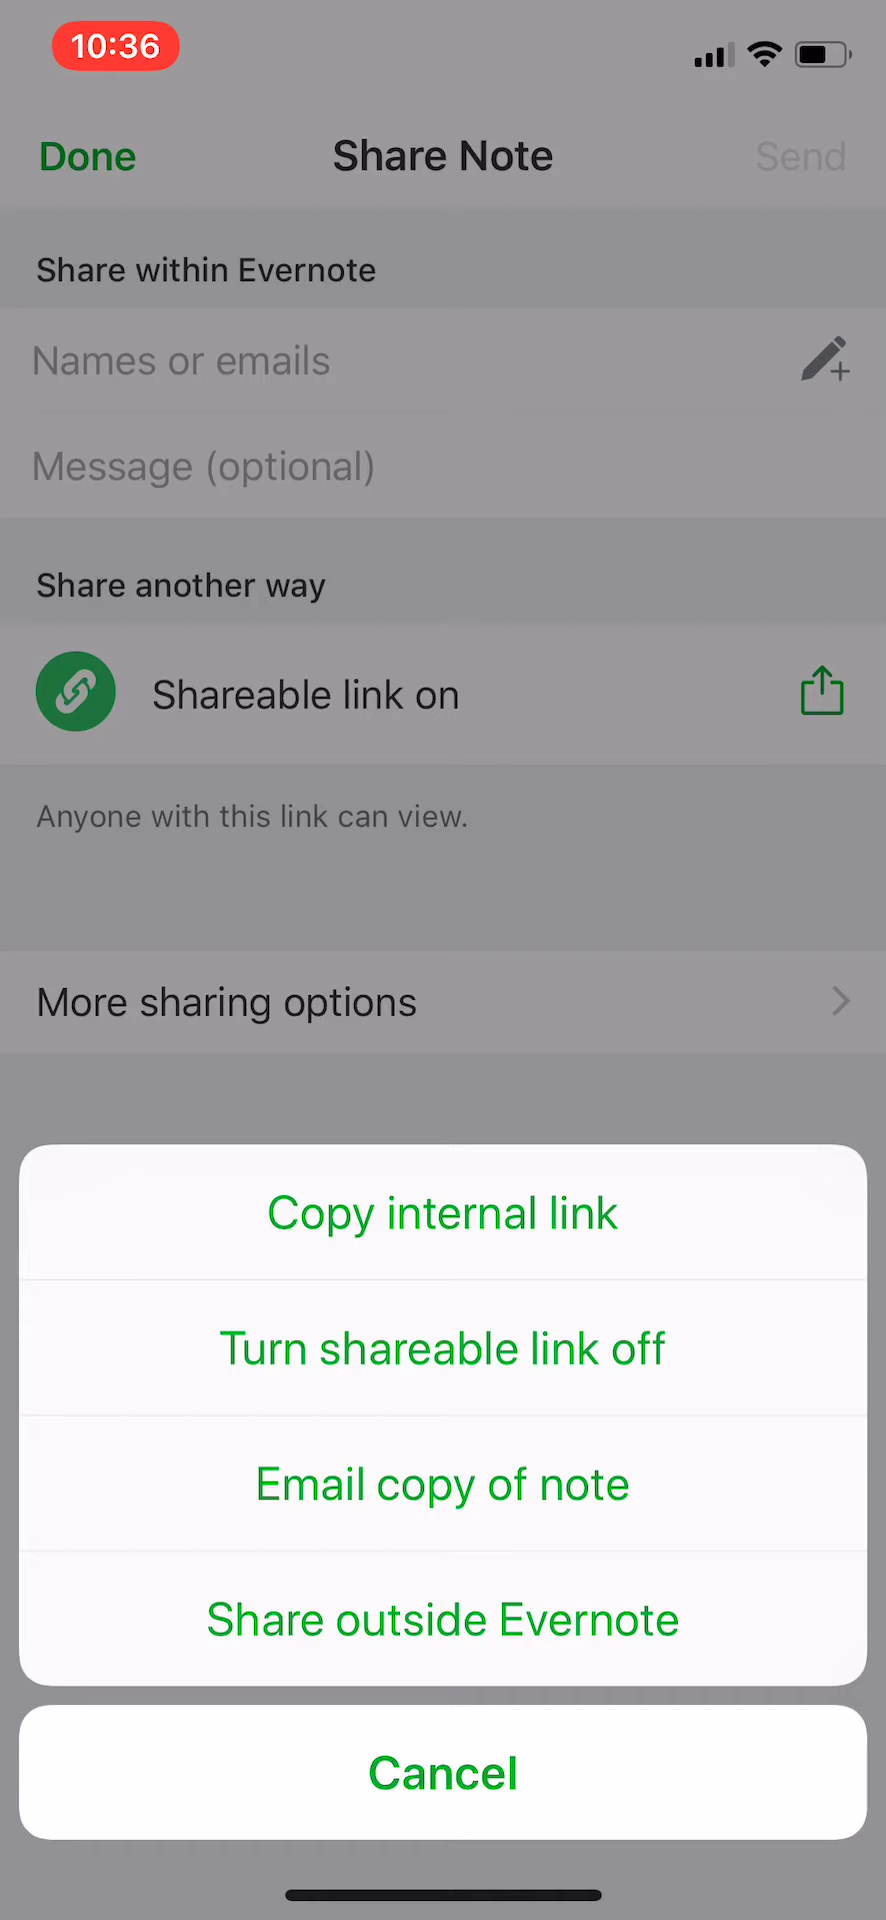 10:36
Done
Share Note
Send
Share within Evernote
Names or emails
Message (optional)
Share another way
Shareable link on
Anyone with this link can view.
More sharing options
Copy internal link
Turn shareable link off
Email copy of note
Share outside Evernote
Cancel